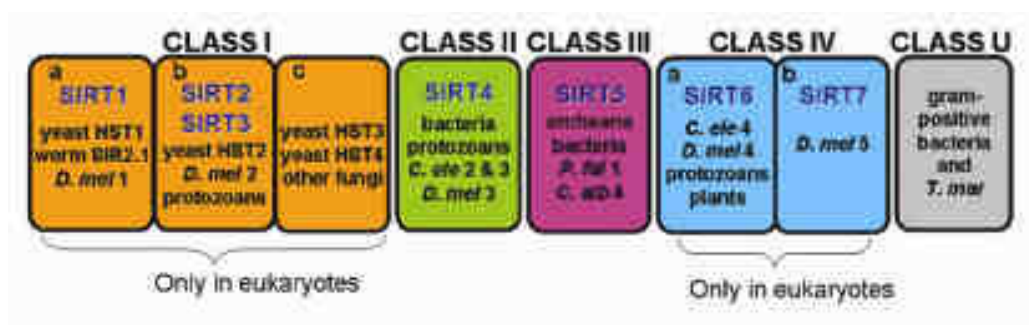 CLASS I
CLASS II
CLASS III
CLASS IV
CLASS U
a
SIRT1
yeast HST1
worm SIR2.1
D. mel 1
b
SIRT2
SIRT3
yeast HST2
D. mel 2
protozoans
c
yeast HST3
yeast HST4
other fungi
SIRT4
bacteria
protozoans
C. ele 2 & 3
D. mel 3
SIRT5
archeans
bacteria
P. fal 1
C. 4
a
SIRT6
C. ele 4
D. mel 4
protozoans
plants
b
SIRT7
D. mel 5
gram-
positive
bacteria
and
T. mar
Only in eukaryotes
Only in eukaryotes